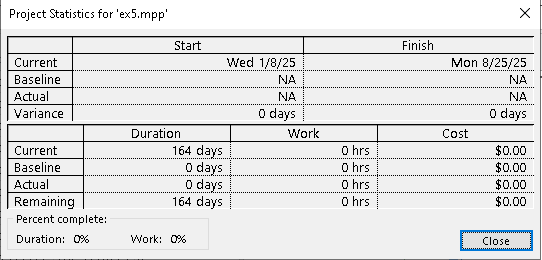 Project Statistics for 'ex5.mpp'
Start Finish
Current Wed 1/8/25 Mon 8/25/25
Baseline NA NA
Actual NA NA
Variance 0 days 0 days
Duration Work Cost
Current 164 days 0 hrs $0.00
Baseline 0 days 0 hrs $0.00
Actual 0 days 0 hrs $0.00
Remaining 164 days 0 hrs $0.00
Percent complete:
Duration: 0% Work: 0% Close